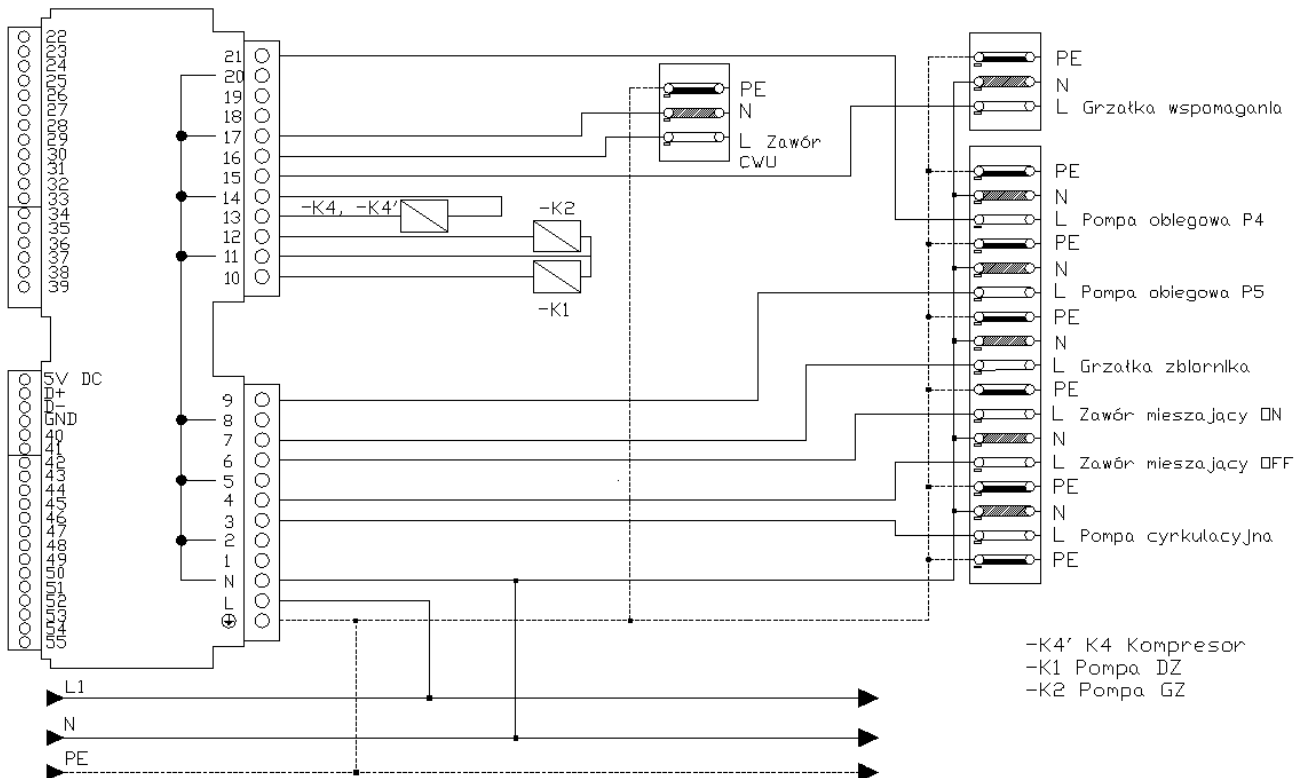 22
23
24
25
26
27
28
29
30
31
32
33
34
35
36
37
38
39
5V DC
D+
D-
GND
40
41
42
43
44
45
46
47
48
49
50
51
52
53
54
55
21
20
19
18
17
16
15
14
13
12
11
10
9
8
7
6
5
4
3
2
1
N
L
-K4, -K4'
-K2
-K1
PE
N
L Zawór
CWU
PE
N
L Grzałka wspomagania
PE
N
L Pompa obiegowa P4
PE
N
L Pompa obiegowa P5
PE
N
L Grzałka zbiornika
PE
L Zawór mieszający ON
N
L Zawór mieszający OFF
PE
N
L Pompa cyrkulacyjna
PE
-K4' K4 Kompresor
-K1 Pompa DZ
-K2 Pompa GZ
L1
N
PE